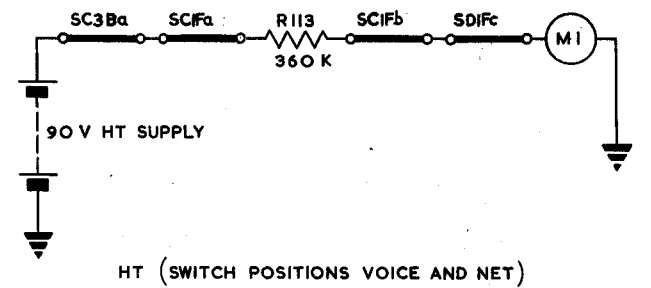 SC3Ba SC1Fa R113 SC1Fb SD1Fc
360K
M1
90V HT SUPPLY
HT (SWITCH POSITIONS VOICE AND NET)